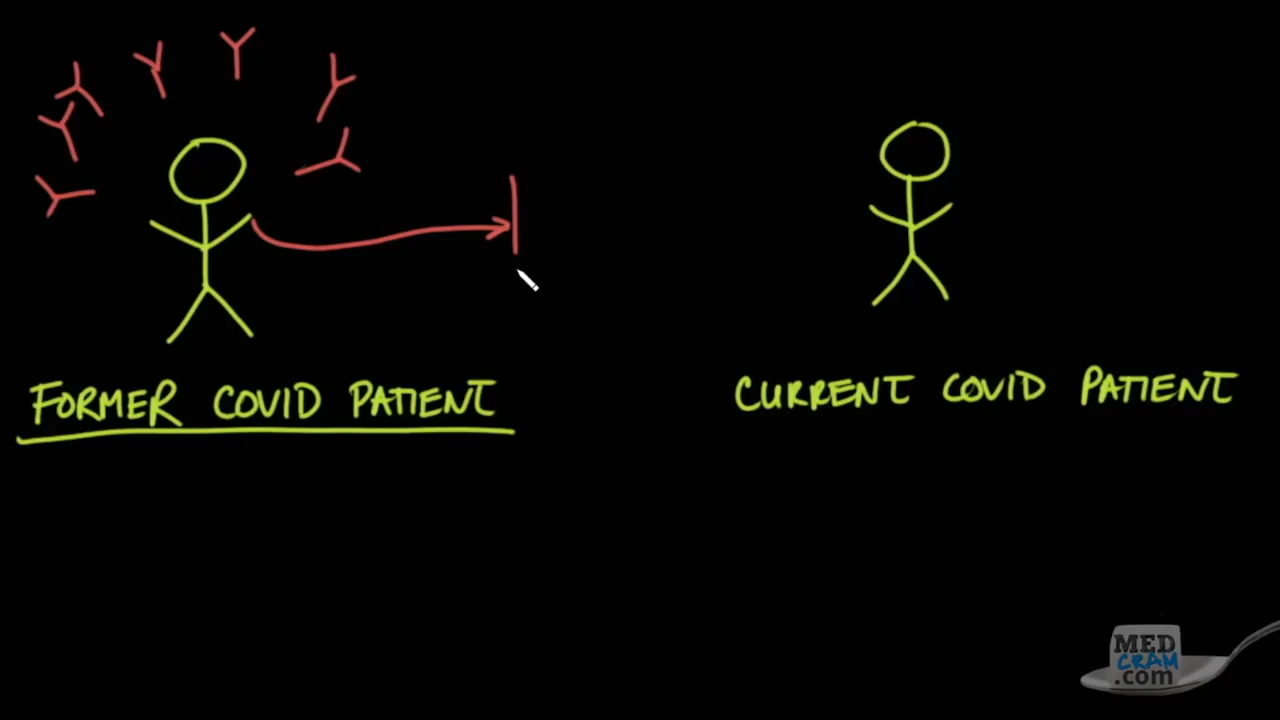 FORMER COVID PATIENT
CURRENT COVID PATIENT
MED
CRAM
.com